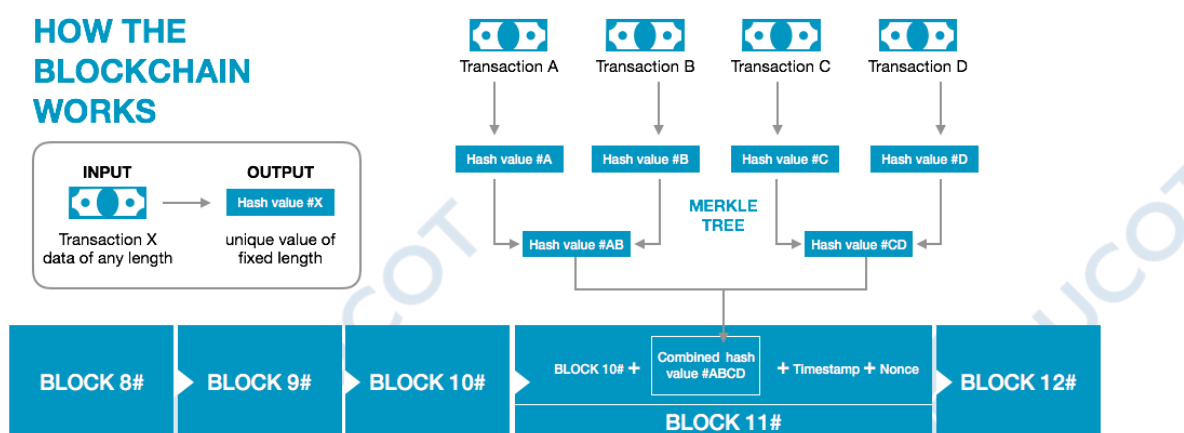 HOW THE
BLOCKCHAIN
WORKS
Transaction A
Transaction B
Transaction C
Transaction D
INPUT
OUTPUT
Hash value #X
Transaction X
data of any length
unique value of
fixed length
Hash value #A
Hash value #B
Hash value #C
Hash value #D
MERKLE
TREE
Hash value #AB
Hash value #CD
BLOCK 8#
BLOCK 9#
BLOCK 10#
BLOCK 10# +
Combined hash
value #ABCD
+ Timestamp + Nonce
BLOCK 11#
BLOCK 12#
COT
UCOT